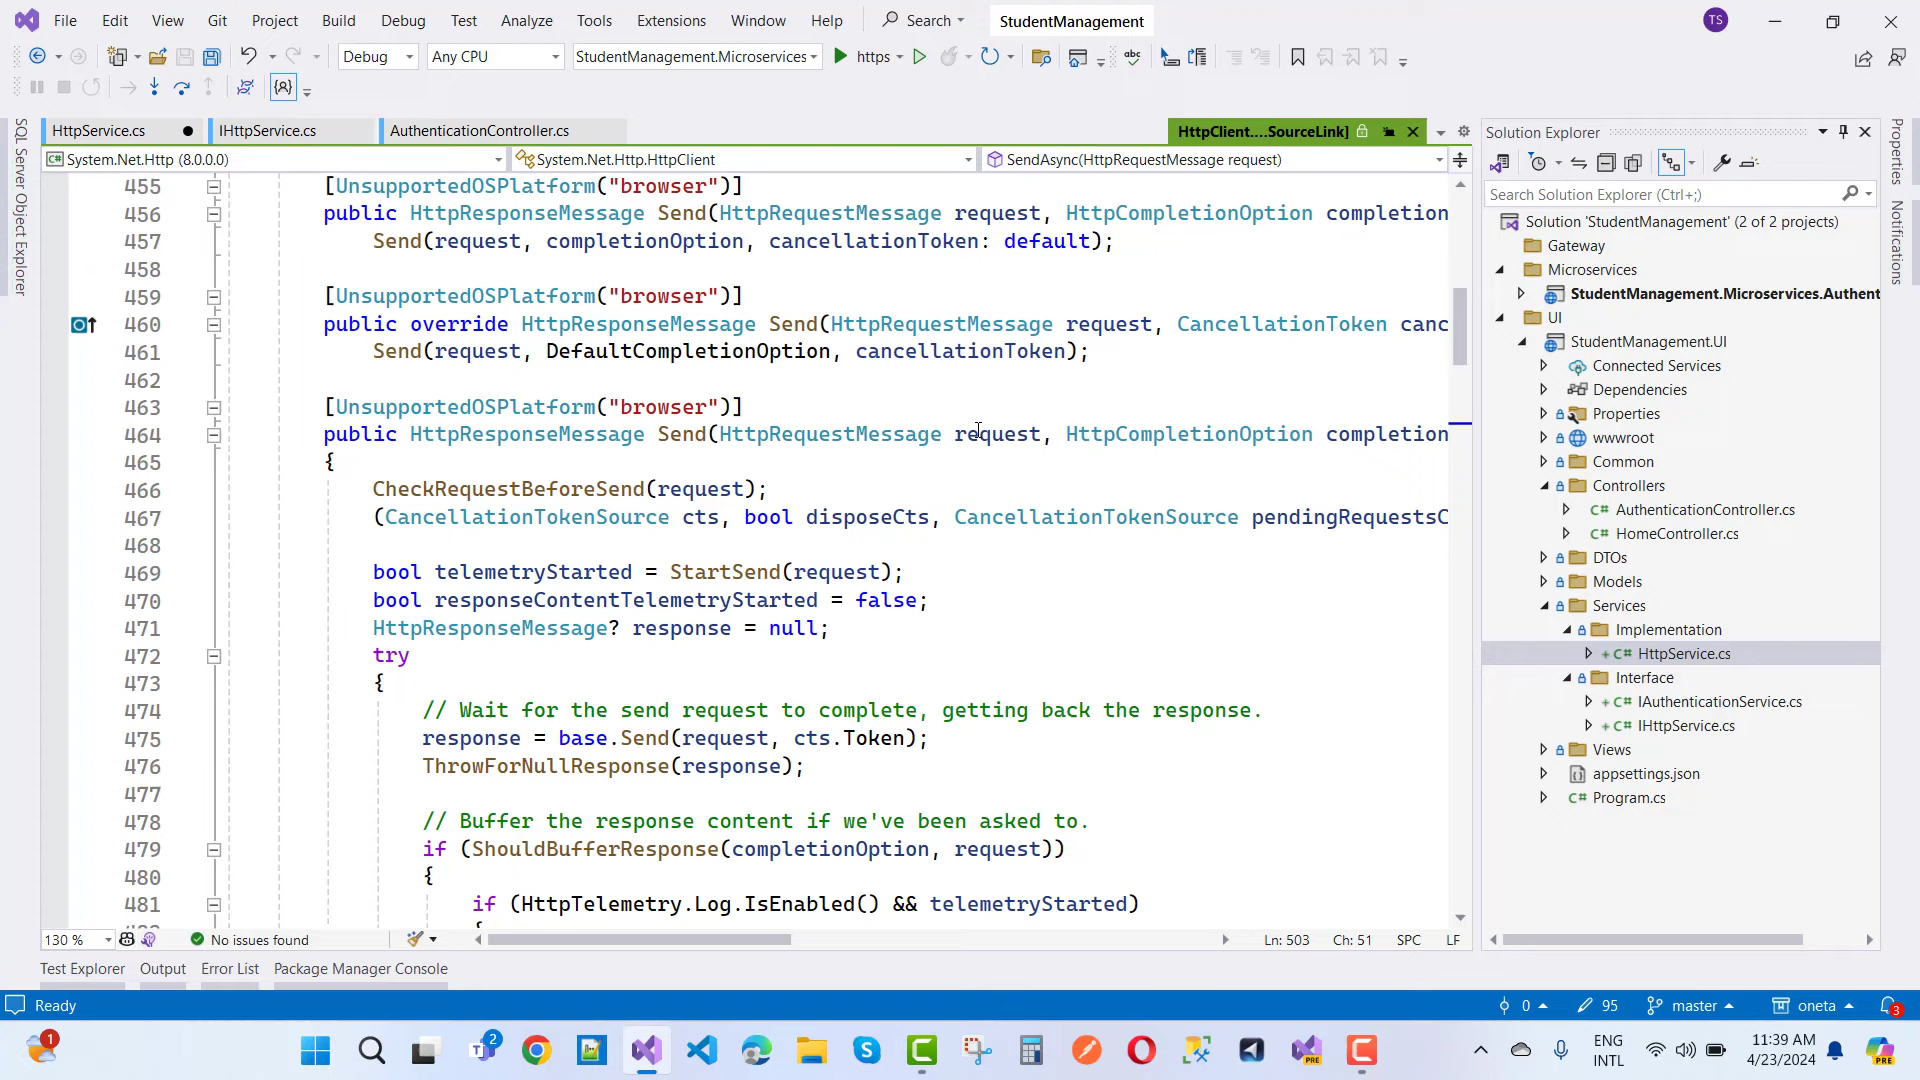 File Edit View Git Project Build Debug Test Analyze Tools Extensions Window Help Search StudentManagement TS
Debug Any CPU StudentManagement.Microservices https abc
HttpService.cs IHttpService.cs AuthenticationController.cs HttpClient....SourceLink]
System.Net.Http (8.0.0.0) System.Net.Http.HttpClient SendAsync(HttpRequestMessage request)
SQL Server Object Explorer
455 [UnsupportedOSPlatform("browser")]
456 public HttpResponseMessage Send(HttpRequestMessage request, HttpCompletionOption completion
457 Send(request, completionOption, cancellationToken: default);
458
459 [UnsupportedOSPlatform("browser")]
460 public override HttpResponseMessage Send(HttpRequestMessage request, CancellationToken canc
461 Send(request, DefaultCompletionOption, cancellationToken);
462
463 [UnsupportedOSPlatform("browser")]
464 public HttpResponseMessage Send(HttpRequestMessage request, HttpCompletionOption completion
465 {
466 CheckRequestBeforeSend(request);
467 (CancellationTokenSource cts, bool disposeCts, CancellationTokenSource pendingRequestsC
468
469 bool telemetryStarted = StartSend(request);
470 bool responseContentTelemetryStarted = false;
471 HttpResponseMessage? response = null;
472 try
473 {
474 // Wait for the send request to complete, getting back the response.
475 response = base.Send(request, cts.Token);
476 ThrowForNullResponse(response);
477
478 // Buffer the response content if we've been asked to.
479 if (ShouldBufferResponse(completionOption, request))
480 {
481 if (HttpTelemetry.Log.IsEnabled() && telemetryStarted)
130 % No issues found Ln: 503 Ch: 51 SPC LF
Solution Explorer
Search Solution Explorer (Ctrl+;)
Solution 'StudentManagement' (2 of 2 projects)
Gateway
Microservices
StudentManagement.Microservices.Authent
UI
StudentManagement.UI
Connected Services
Dependencies
Properties
wwwroot
Common
Controllers
C# AuthenticationController.cs
C# HomeController.cs
DTOs
Models
Services
Implementation
+ C# HttpService.cs
Interface
+ C# IAuthenticationService.cs
+ C# IHttpService.cs
Views
appsettings.json
C# Program.cs
Properties
Notifications
Test Explorer Output Error List Package Manager Console
Ready 0 95 master oneta 3
1 2 PRE ENG
INTL 11:39 AM
4/23/2024 PRE